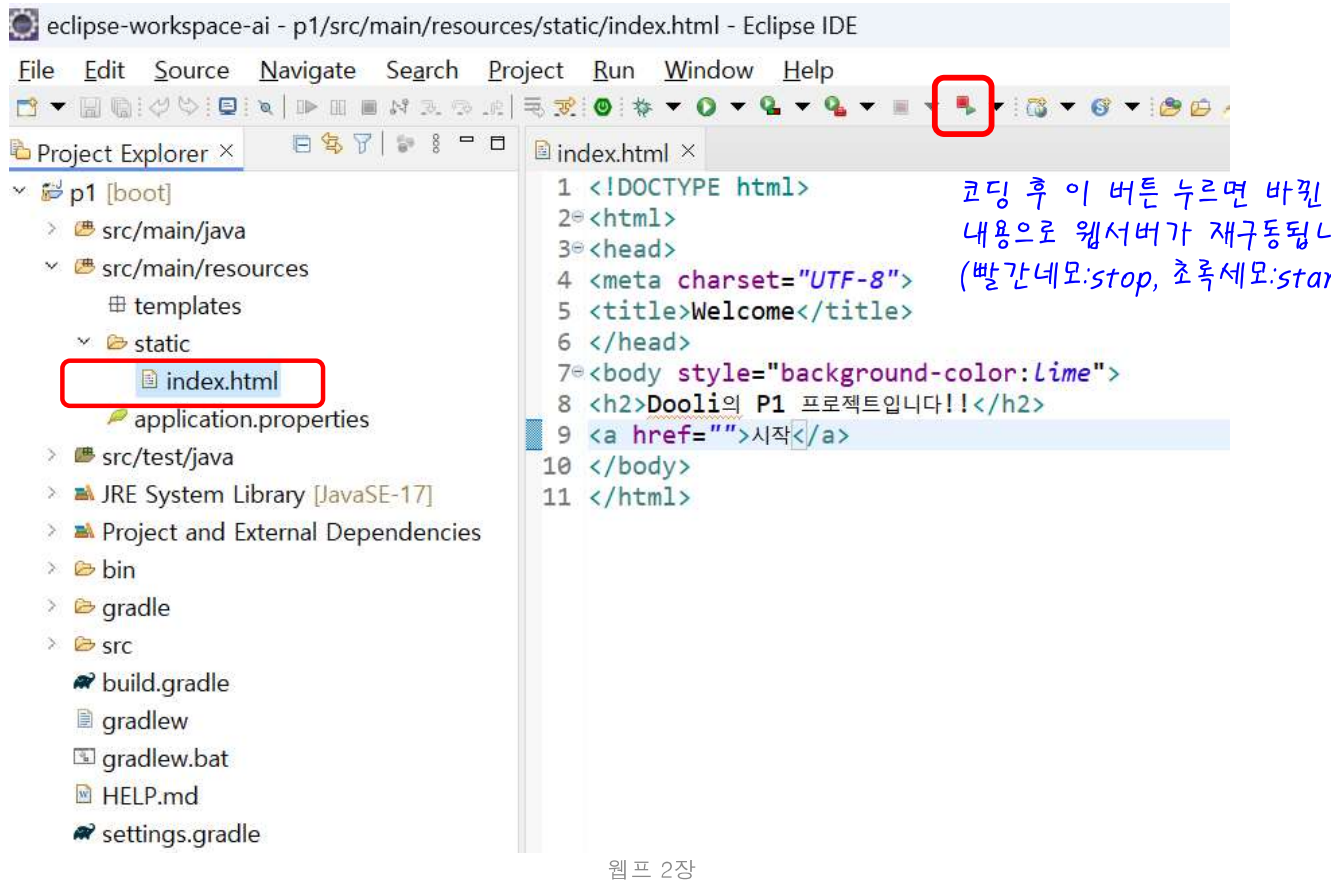 eclipse-workspace-ai - p1/src/main/resources/static/index.html - Eclipse IDE
File Edit Source Navigate Search Project Run Window Help
Project Explorer
index.html
p1 [boot]
src/main/java
src/main/resources
templates
static
index.html
application.properties
src/test/java
JRE System Library [JavaSE-17]
Project and External Dependencies
bin
gradle
src
build.gradle
gradlew
gradlew.bat
HELP.md
settings.gradle
1 <!DOCTYPE html>
2 <html>
3 <head>
4 <meta charset="UTF-8">
5 <title>Welcome</title>
6 </head>
7 <body style="background-color:lime">
8 <h2>Dooli의 P1 프로젝트입니다!!</h2>
9 <a href="">시작</a>
10 </body>
11 </html>
코딩 후 이 버튼 누르면 바뀐
내용으로 웹서버가 재구동됩
(빨간네모:stop, 초록세모:star
웹프 2장